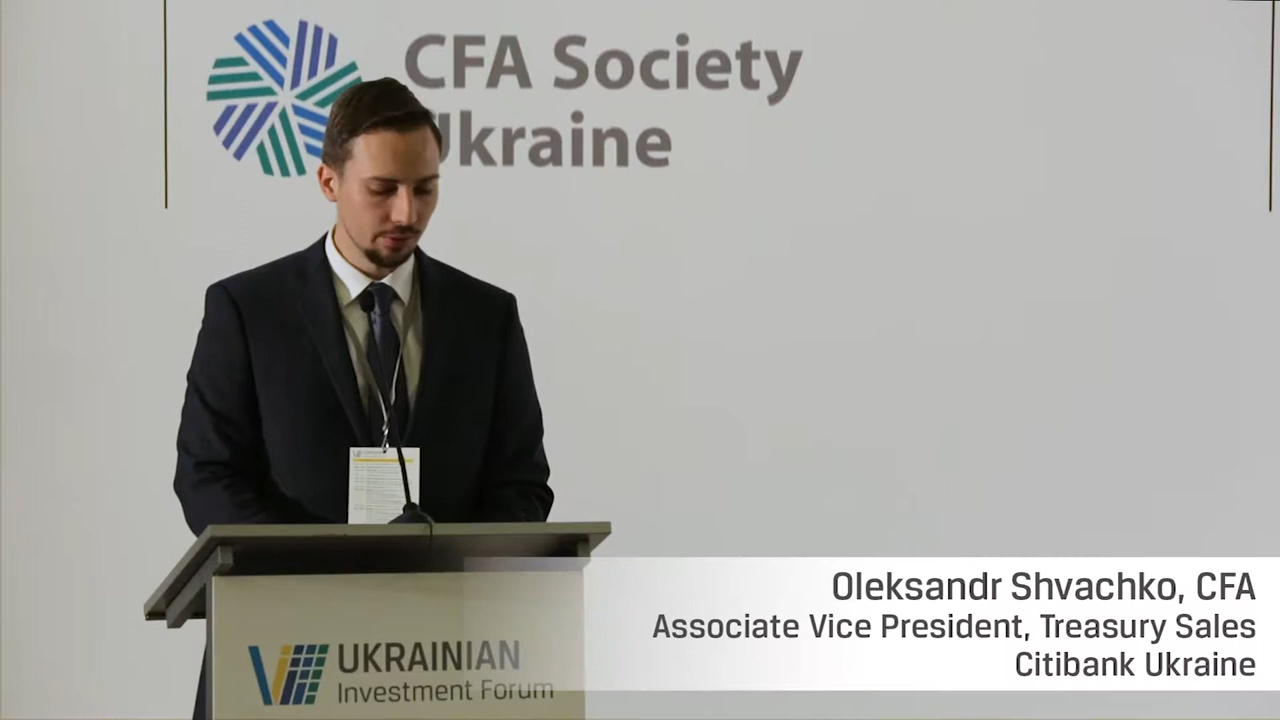 CFA Society
Ukraine
UKRAINIAN
Investment Forum
Oleksandr Shvachko, CFA
Associate Vice President, Treasury Sales
Citibank Ukraine